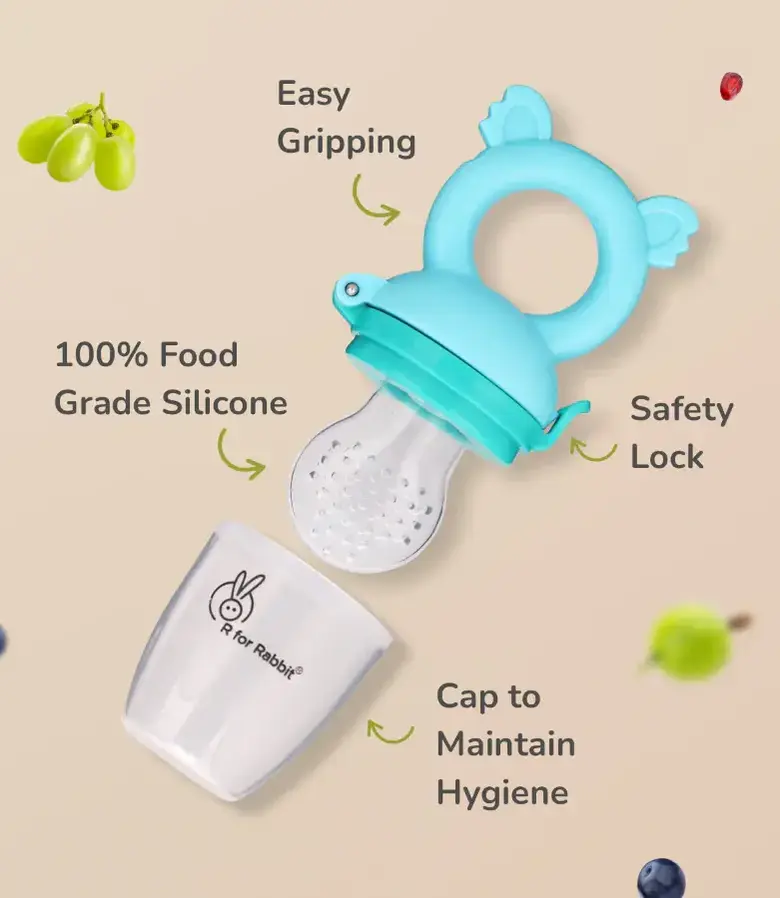 Easy
Gripping
100% Food
Grade Silicone
Safety
Lock
R for Rabbit®
Cap to
Maintain
Hygiene